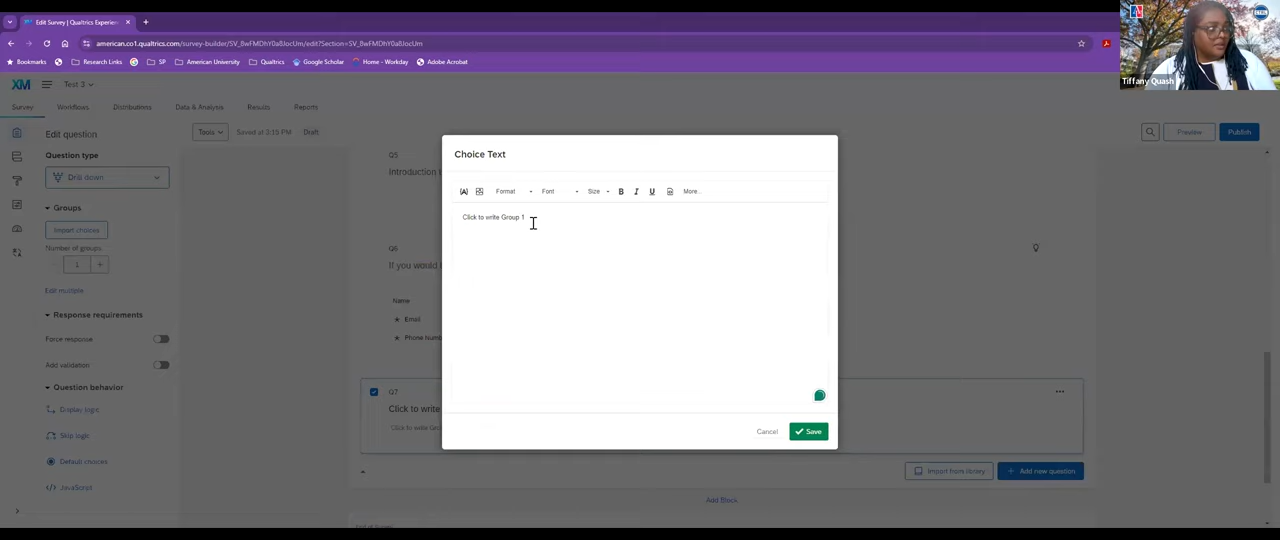 Edit Survey | Qualtrics Experien
american.co1.qualtrics.com/survey-builder/SV_8wFMDhY0a8JocUm/edit?Section=SV_8wFMDhY0a8JocUm
Bookmarks Research Links SP American University Qualtrics Google Scholar Home - Workday Adobe Acrobat
Tiffany Quash
XM Test 3
Survey Workflows Distributions Data & Analysis Results Reports
Edit question
Tools Saved at 3:15 PM Draft Preview Publish
Question type
Drill down
Groups
Import choices
Number of groups
1
Edit multiple
Response requirements
Force response
Add validation
Question behavior
Display logic
Skip logic
Default choices
JavaScript
Q5
Introduction
Q6
If you would
Name
Email
Phone Numb
Q7
Click to write
Click to write Gro
Choice Text
Format Font Size B I U More...
Click to write Group 1
Cancel Save
Import from library Add new question
Add Block